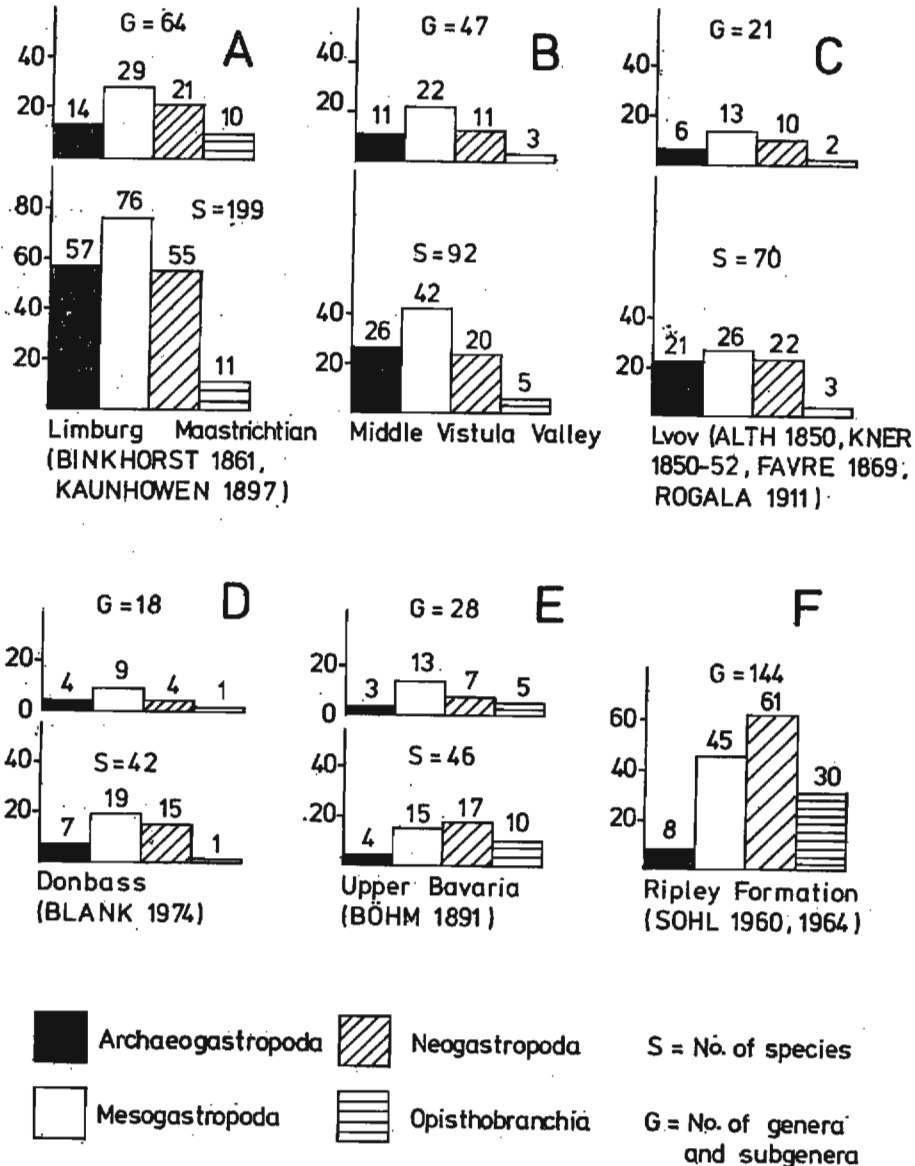 G = 64
A
40
20
14
29
21
10
80
60
40
20
S = 199
57
76
55
11
Limburg Maastrichtian
(BINKHORST 1861,
KAUNHOWEN 1897)
G = 47
B
40
20
11
22
11
3
S = 92
40
20
26
42
20
5
Middle Vistula Valley
G = 21
C
40
20
6
13
10
2
S = 70
40
20
21
26
22
3
Lvov (ALTH 1850, KNER
1850-52, FAVRE 1869,
ROGALA 1911)
G = 18
D
20
0
4
9
4
1
S = 42
40
20
7
19
15
1
Donbass
(BLANK 1974)
G = 28
E
20
0
3
13
7
5
S = 46
40
20
4
15
17
10
Upper Bavaria
(BÖHM 1891)
F
G = 144
60
40
20
8
45
61
30
Ripley Formation
(SOHL 1960, 1964)
Archaeogastropoda
Neogastropoda
S = No. of species
Mesogastropoda
Opisthobranchia
G = No. of genera
and subgenera